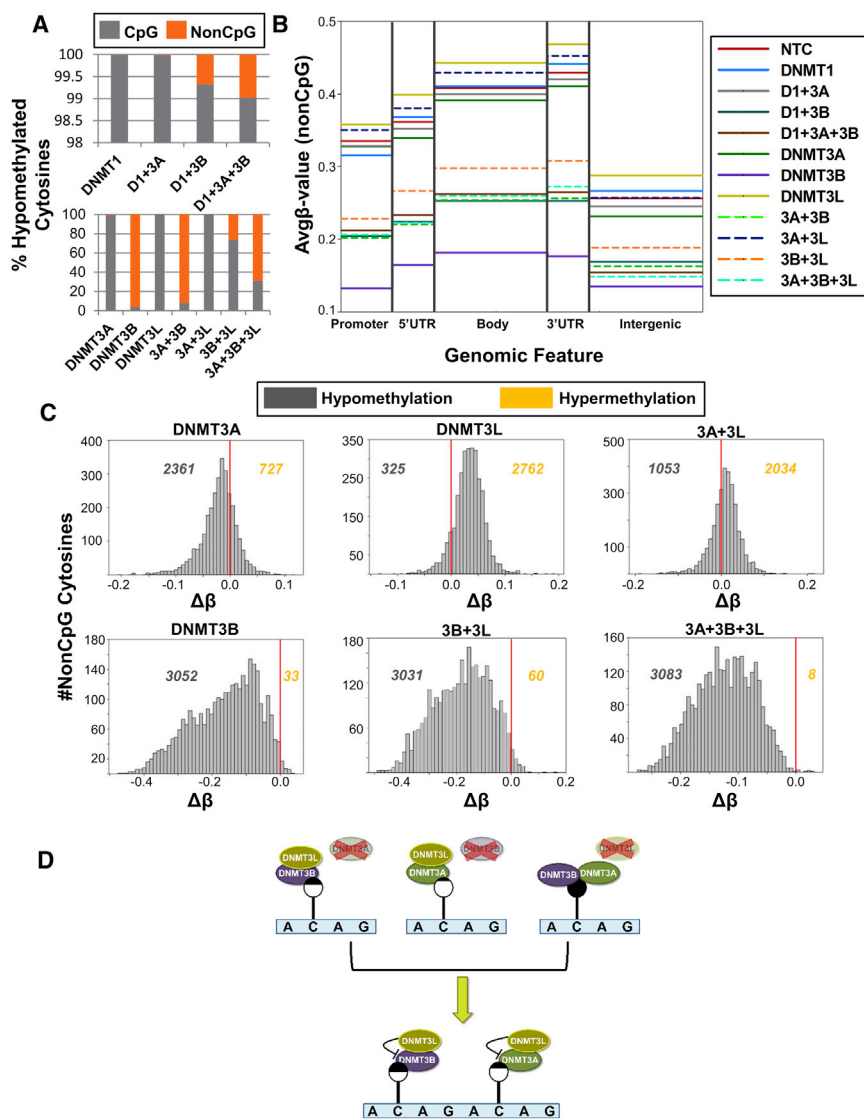 A
CpG NonCpG
% Hypomethylated Cytosines
100
99.5
99
98.5
98
DNMT1
D1+3A
D1+3B
D1+3A+3B
100
80
60
40
20
0
DNMT3A
DNMT3B
DNMT3L
3A+3B
3A+3L
3B+3L
3A+3B+3L
B
Avgβ-value (nonCpG)
0.5
0.4
0.3
0.2
0.1
Promoter 5'UTR Body 3'UTR Intergenic
Genomic Feature
NTC
DNMT1
D1+3A
D1+3B
D1+3A+3B
DNMT3A
DNMT3B
DNMT3L
3A+3B
3A+3L
3B+3L
3A+3B+3L
C
Hypomethylation Hypermethylation
#NonCpG Cytosines
DNMT3A
400
300
200
100
2361 727
-0.2 -0.1 0.0 0.1
Δβ
DNMT3L
350
250
150
50
325 2762
-0.1 0.0 0.1 0.2
Δβ
3A+3L
500
300
100
1053 2034
-0.2 -0.1 0.0 0.1 0.2
Δβ
DNMT3B
180
140
100
60
20
3052 33
-0.4 -0.2 0.0
Δβ
3B+3L
180
140
100
60
20
3031 60
-0.4 -0.2 0.0 0.2
Δβ
3A+3B+3L
160
120
80
40
3083 8
-0.2 -0.1 0.0
Δβ
D
DNMT3L
DNMT3B
DNMT3A
A C A G
DNMT3L
DNMT3A
DNMT3B
A C A G
DNMT3B
DNMT3A
DNMT3L
A C A G
DNMT3L
DNMT3B
DNMT3L
DNMT3A
A C A G A C A G